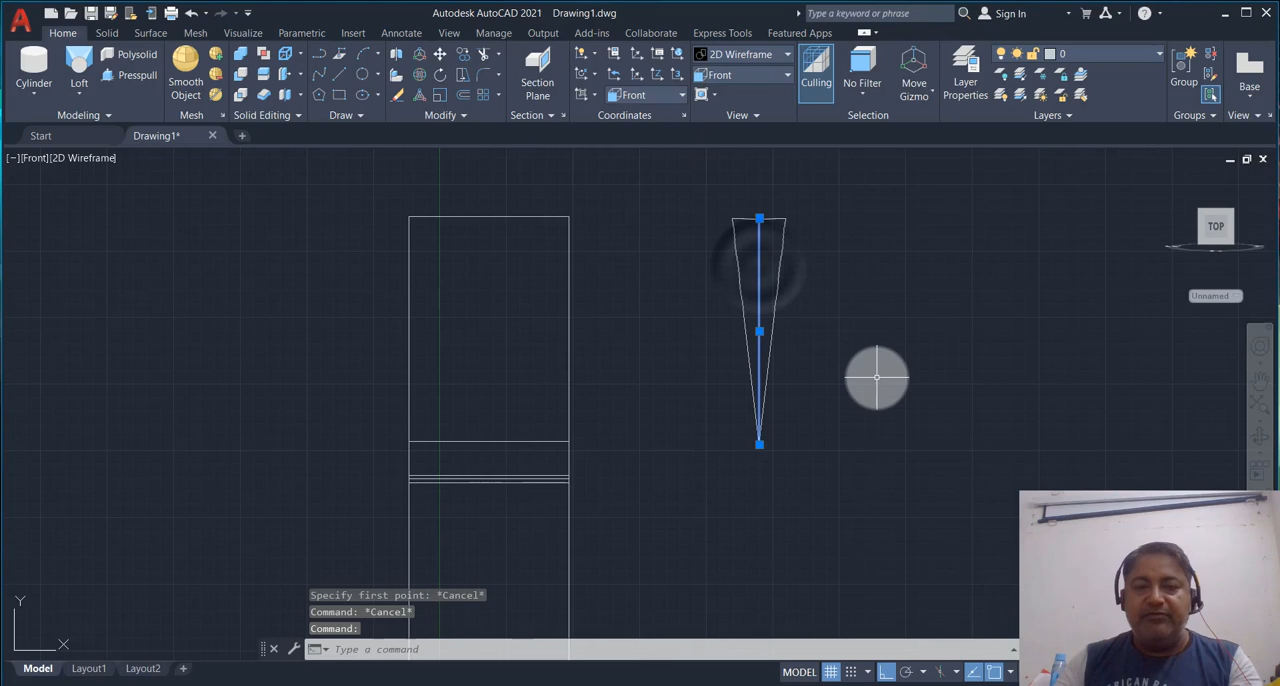 Autodesk AutoCAD 2021 Drawing1.dwg
Type a keyword or phrase
Sign In
Home Solid Surface Mesh Visualize Parametric Insert Annotate View Manage Output Add-ins Collaborate Express Tools Featured Apps
Cylinder
Loft
Polysolid
Presspull
Smooth
Object
Section
Plane
2D Wireframe
Front
Front
Culling
No Filter
Move
Gizmo
Layer
Properties
0
Group
Base
Modeling Mesh Solid Editing Draw Modify Section Coordinates View Selection Layers Groups View
Start Drawing1*
[−][Front][2D Wireframe]
TOP
Unnamed
Specify first point: *Cancel*
Command: *Cancel*
Command:
Type a command
Y
X
Model Layout1 Layout2
MODEL